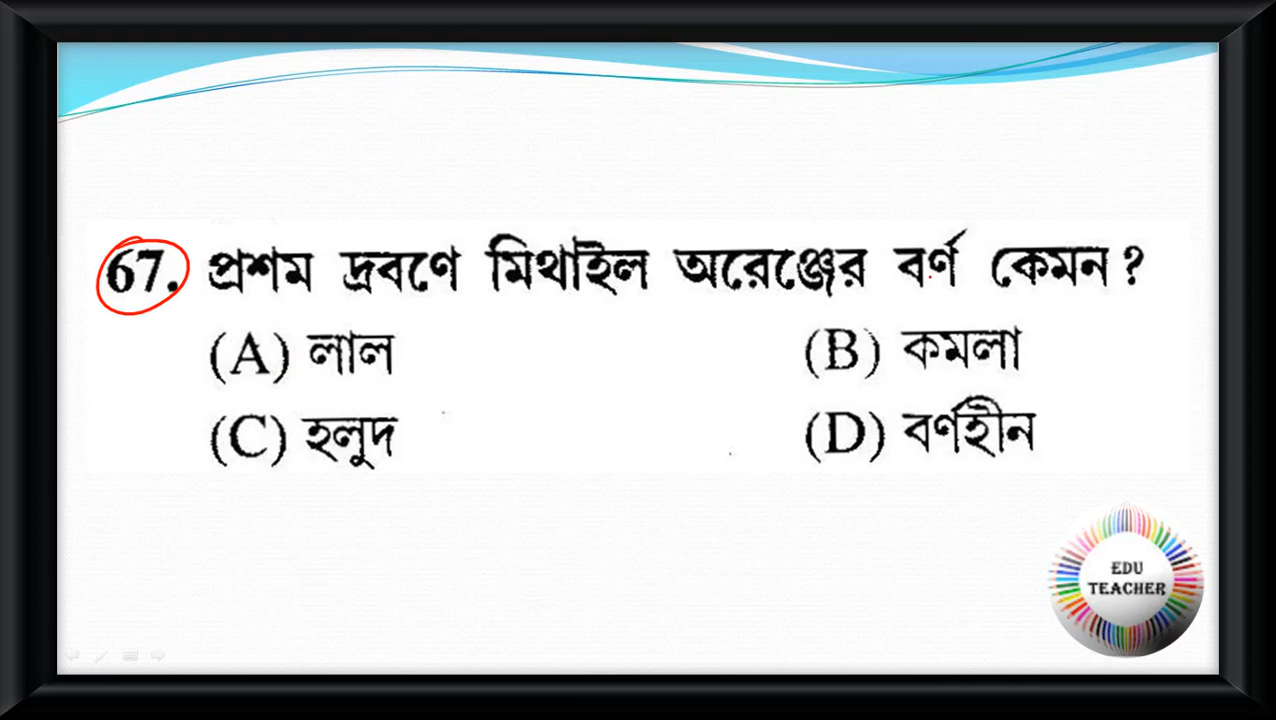 67. প্রশম দ্রবণে মিথাইল অরেঞ্জের বর্ণ কেমন ?
(A) লাল (B) কমলা
(C) হলুদ (D) বর্ণহীন
EDU
TEACHER